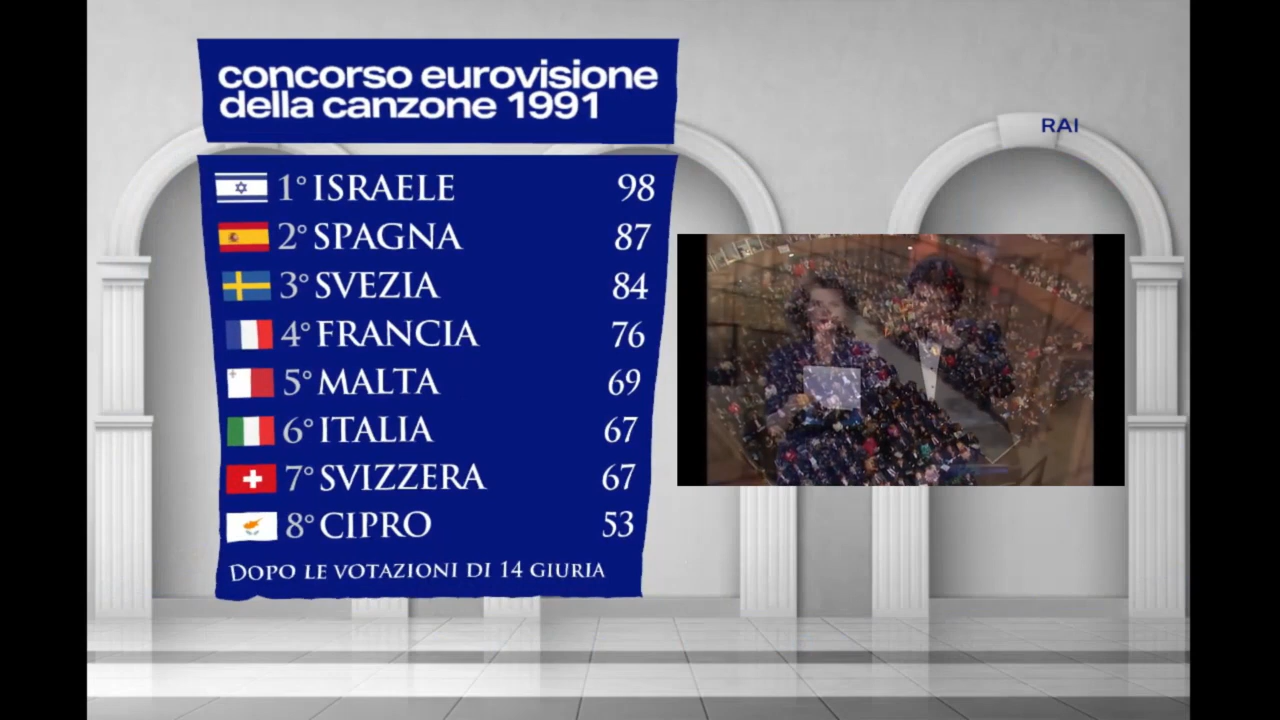 concorso eurovisione
della canzone 1991
RAI
1° ISRAELE 98
2° SPAGNA 87
3° SVEZIA 84
4° FRANCIA 76
5° MALTA 69
6° ITALIA 67
7° SVIZZERA 67
8° CIPRO 53
DOPO LE VOTAZIONI DI 14 GIURIA